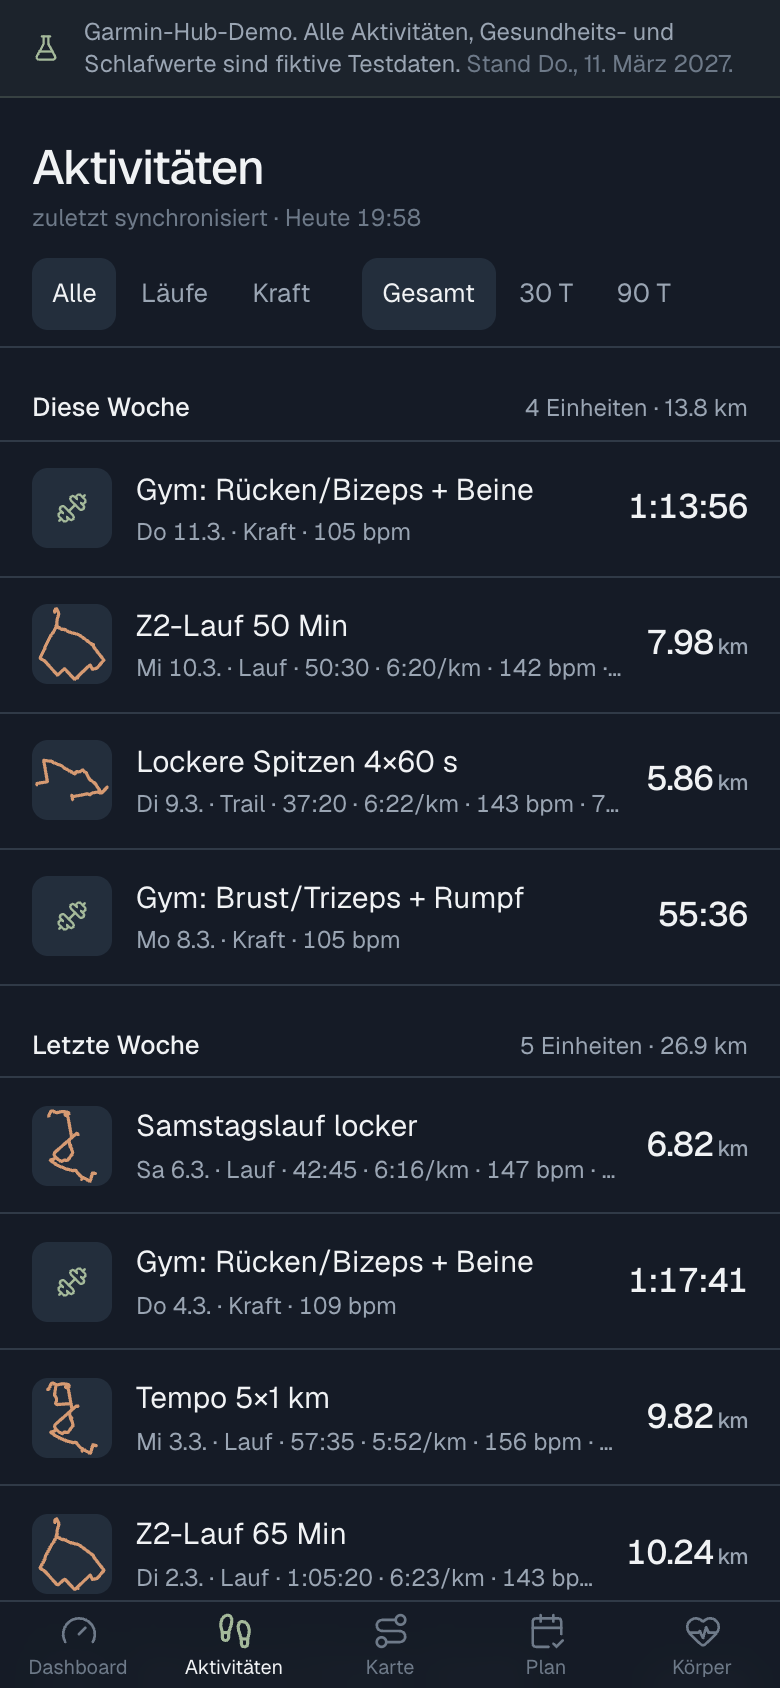 Garmin-Hub-Demo. Alle Aktivitäten, Gesundheits- und
Schlafwerte sind fiktive Testdaten. Stand Do., 11. März 2027.
Aktivitäten
zuletzt synchronisiert · Heute 19:58
Alle Läufe Kraft Gesamt 30 T 90 T
Diese Woche 4 Einheiten · 13.8 km
Gym: Rücken/Bizeps + Beine 1:13:56
Do 11.3. · Kraft · 105 bpm
Z2-Lauf 50 Min 7.98 km
Mi 10.3. · Lauf · 50:30 · 6:20/km · 142 bpm ·...
Lockere Spitzen 4×60 s 5.86 km
Di 9.3. · Trail · 37:20 · 6:22/km · 143 bpm · 7...
Gym: Brust/Trizeps + Rumpf 55:36
Mo 8.3. · Kraft · 105 bpm
Letzte Woche 5 Einheiten · 26.9 km
Samstagslauf locker 6.82 km
Sa 6.3. · Lauf · 42:45 · 6:16/km · 147 bpm · ...
Gym: Rücken/Bizeps + Beine 1:17:41
Do 4.3. · Kraft · 109 bpm
Tempo 5×1 km 9.82 km
Mi 3.3. · Lauf · 57:35 · 5:52/km · 156 bpm · ...
Z2-Lauf 65 Min 10.24 km
Di 2.3. · Lauf · 1:05:20 · 6:23/km · 143 bp...
Dashboard Aktivitäten Karte Plan Körper